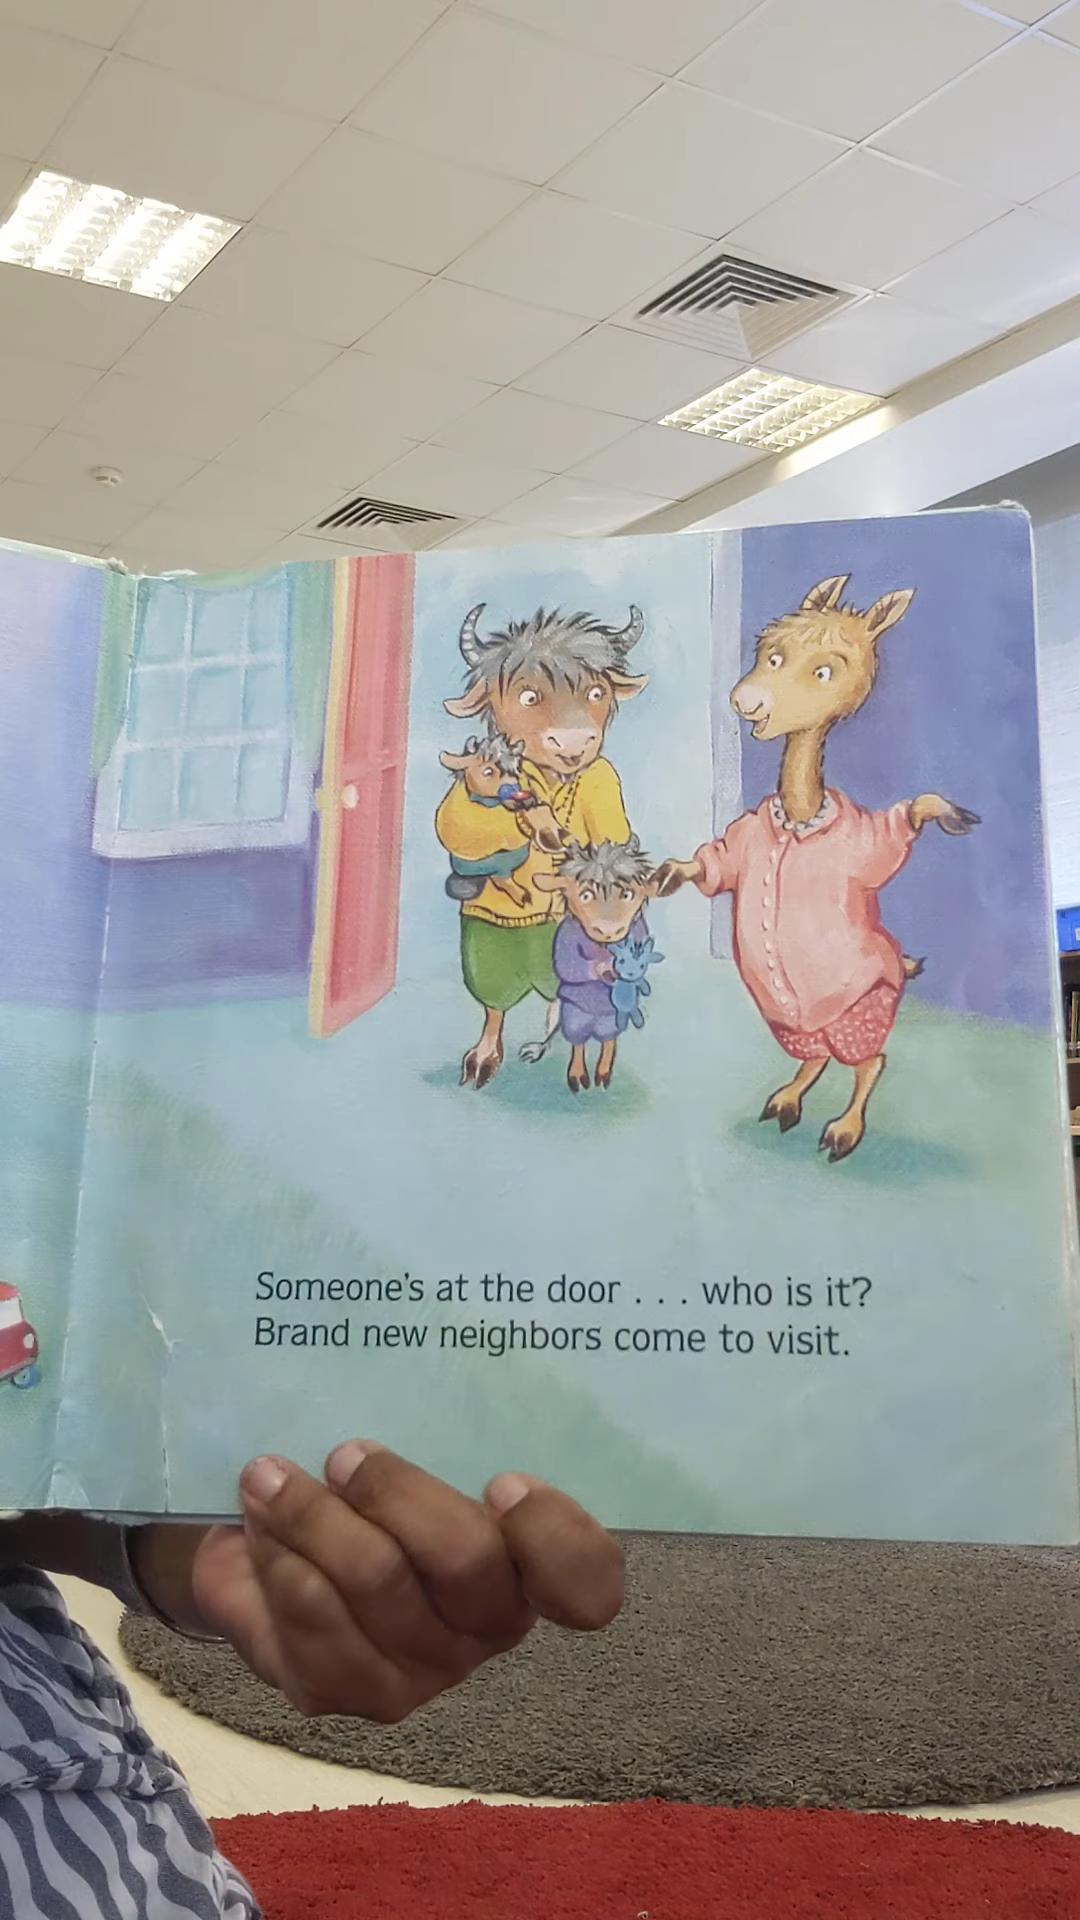 Someone's at the door . . . who is it?
Brand new neighbors come to visit.